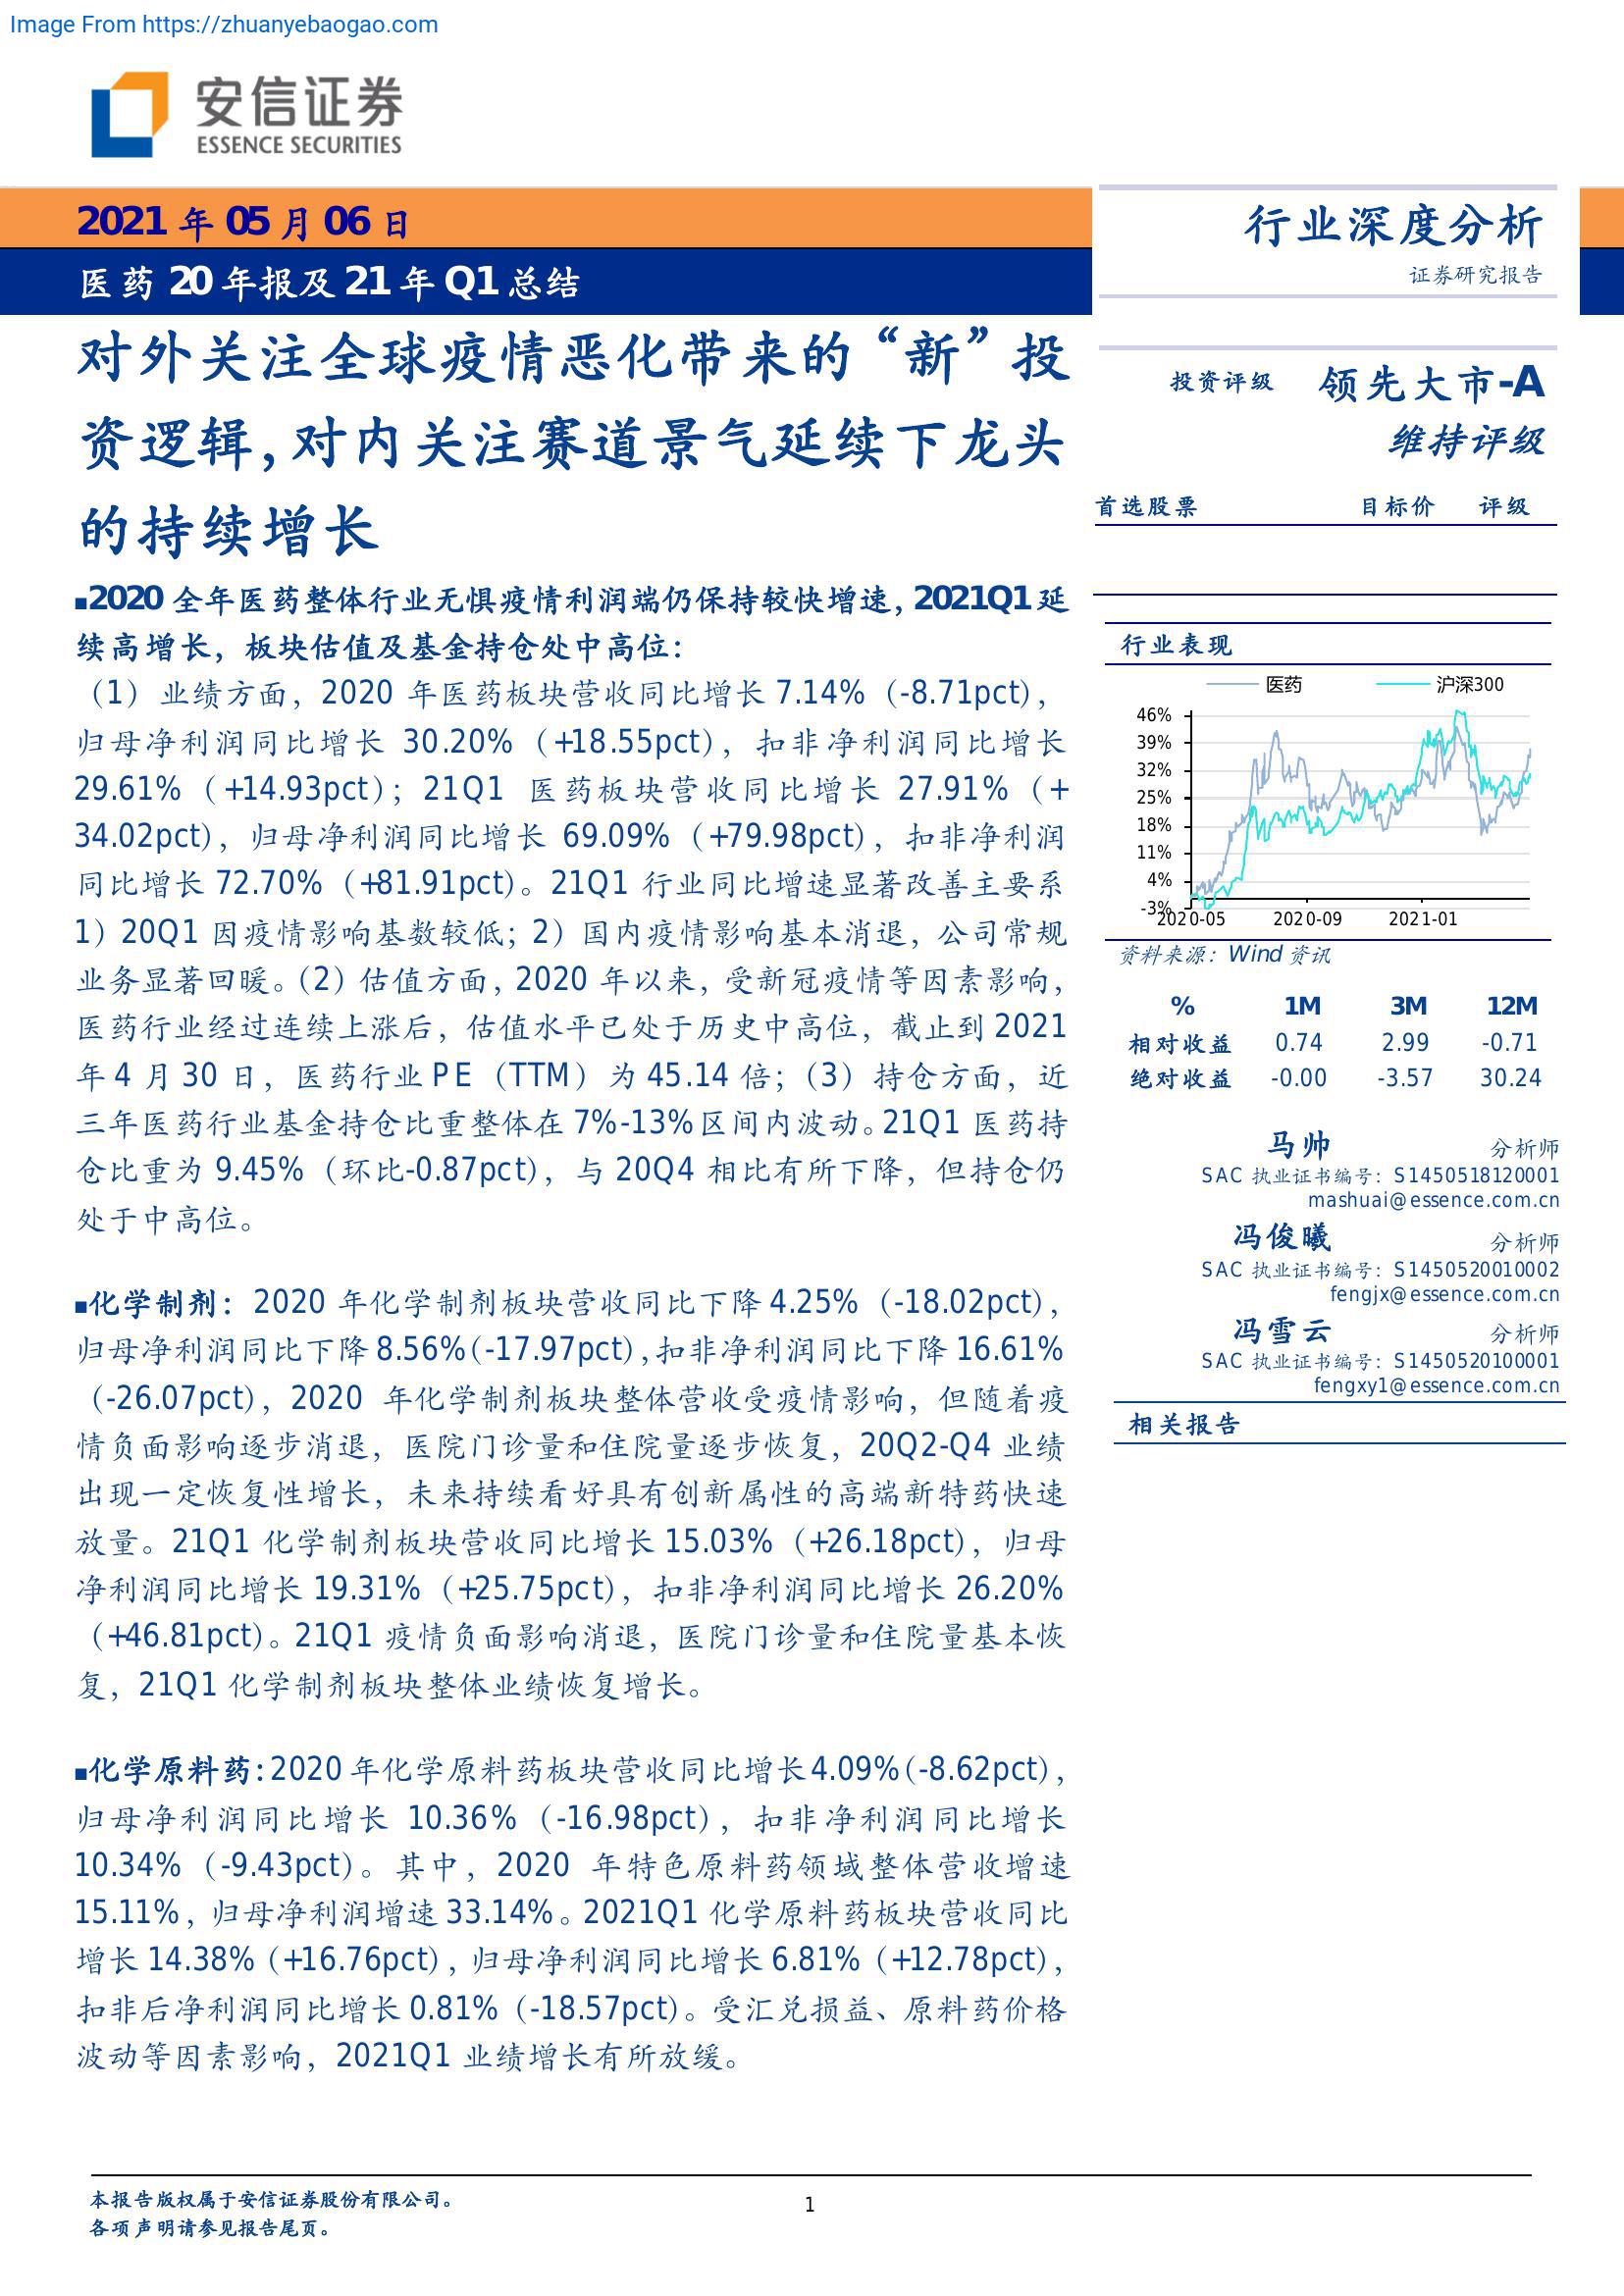 Image From https://zhuanyebaogao.com
安信证券
ESSENCE SECURITIES
2021 年 05 月 06 日
医药 20 年报及 21 年 Q1 总结
对外关注全球疫情恶化带来的“新”投
资逻辑，对内关注赛道景气延续下龙头
的持续增长
■2020 全年医药整体行业无惧疫情利润端仍保持较快增速，2021Q1 延
续高增长，板块估值及基金持仓处中高位：
（1）业绩方面，2020 年医药板块营收同比增长 7.14%（-8.71pct），
归母净利润同比增长 30.20%（+18.55pct），扣非净利润同比增长
29.61%（+14.93pct）；21Q1 医药板块营收同比增长 27.91%（+
34.02pct），归母净利润同比增长 69.09%（+79.98pct），扣非净利润
同比增长 72.70%（+81.91pct）。21Q1 行业同比增速显著改善主要系
1）20Q1 因疫情影响基数较低；2）国内疫情影响基本消退，公司常规
业务显著回暖。（2）估值方面，2020 年以来，受新冠疫情等因素影响，
医药行业经过连续上涨后，估值水平已处于历史中高位，截止到 2021
年 4 月 30 日，医药行业 PE（TTM）为 45.14 倍；（3）持仓方面，近
三年医药行业基金持仓比重整体在 7%-13%区间内波动。21Q1 医药持
仓比重为 9.45%（环比-0.87pct），与 20Q4 相比有所下降，但持仓仍
处于中高位。
■化学制剂：2020 年化学制剂板块营收同比下降 4.25%（-18.02pct），
归母净利润同比下降 8.56%（-17.97pct），扣非净利润同比下降 16.61%
（-26.07pct），2020 年化学制剂板块整体营收受疫情影响，但随着疫
情负面影响逐步消退，医院门诊量和住院量逐步恢复，20Q2-Q4 业绩
出现一定恢复性增长，未来持续看好具有创新属性的高端新特药快速
放量。21Q1 化学制剂板块营收同比增长 15.03%（+26.18pct），归母
净利润同比增长 19.31%（+25.75pct），扣非净利润同比增长 26.20%
（+46.81pct）。21Q1 疫情负面影响消退，医院门诊量和住院量基本恢
复，21Q1 化学制剂板块整体业绩恢复增长。
■化学原料药：2020 年化学原料药板块营收同比增长 4.09%（-8.62pct），
归母净利润同比增长 10.36%（-16.98pct），扣非净利润同比增长
10.34%（-9.43pct）。其中，2020 年特色原料药领域整体营收增速
15.11%，归母净利润增速 33.14%。2021Q1 化学原料药板块营收同比
增长 14.38%（+16.76pct），归母净利润同比增长 6.81%（+12.78pct），
扣非后净利润同比增长 0.81%（-18.57pct）。受汇兑损益、原料药价格
波动等因素影响，2021Q1 业绩增长有所放缓。
行业深度分析
证券研究报告
投资评级 领先大市-A
维持评级
首选股票 目标价 评级
行业表现
医药 沪深300
46%
39%
32%
25%
18%
11%
4%
-3%
2020-05 2020-09 2021-01
资料来源：Wind 资讯
% 1M 3M 12M
相对收益 0.74 2.99 -0.71
绝对收益 -0.00 -3.57 30.24
马帅 分析师
SAC 执业证书编号：S1450518120001
mashuai@essence.com.cn
冯俊曦 分析师
SAC 执业证书编号：S1450520010002
fengjx@essence.com.cn
冯雪云 分析师
SAC 执业证书编号：S1450520100001
fengxy1@essence.com.cn
相关报告
本报告版权属于安信证券股份有限公司。
各项声明请参见报告尾页。
1